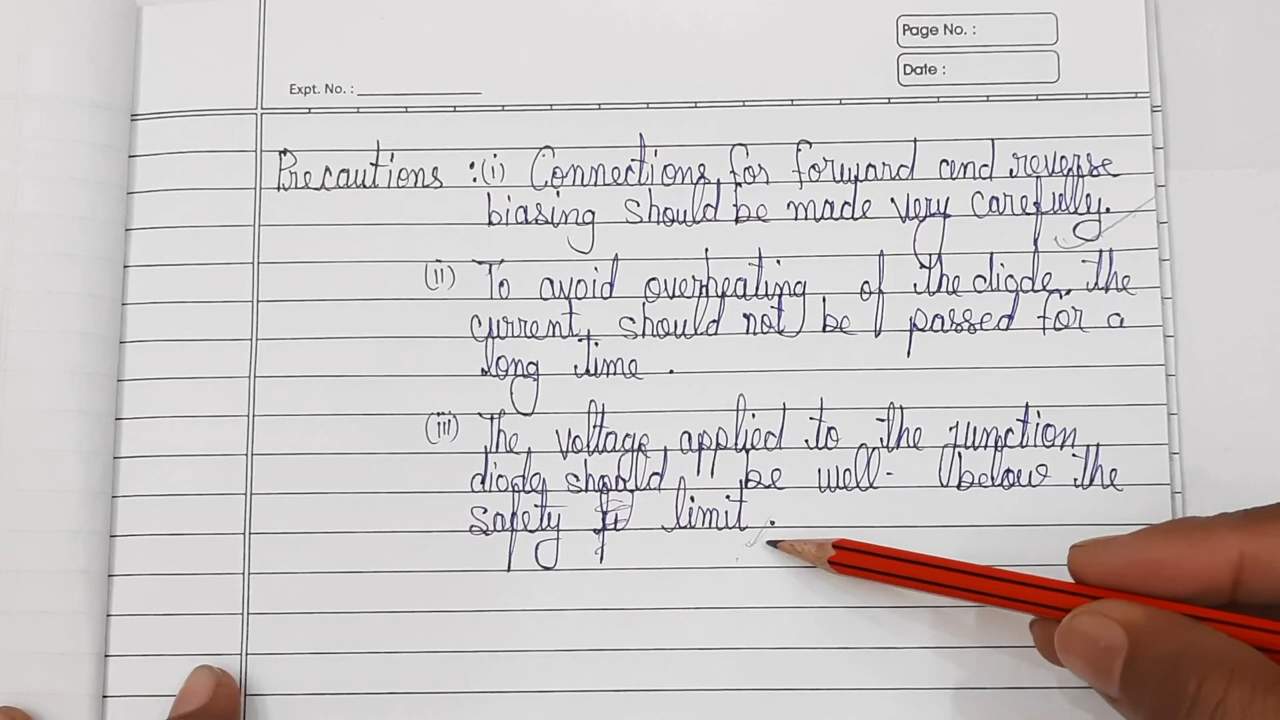 Page No. :
Date :
Expt. No. :
Precautions :(i) Connections for forward and reverse
biasing should be made very carefully.
(ii) To avoid overheating of the diode, the
current should not be passed for a
long time.
(iii) The voltage applied to the junction
diode should be well- below the
safety limit.